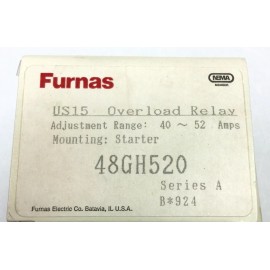 Furnas
NEMA
US15 Overload Relay
Adjustment Range: 40 ~ 52 Amps
Mounting: Starter
48GH520
Series A
B*924
Furnas Electric Co. Batavia, IL U.S.A.